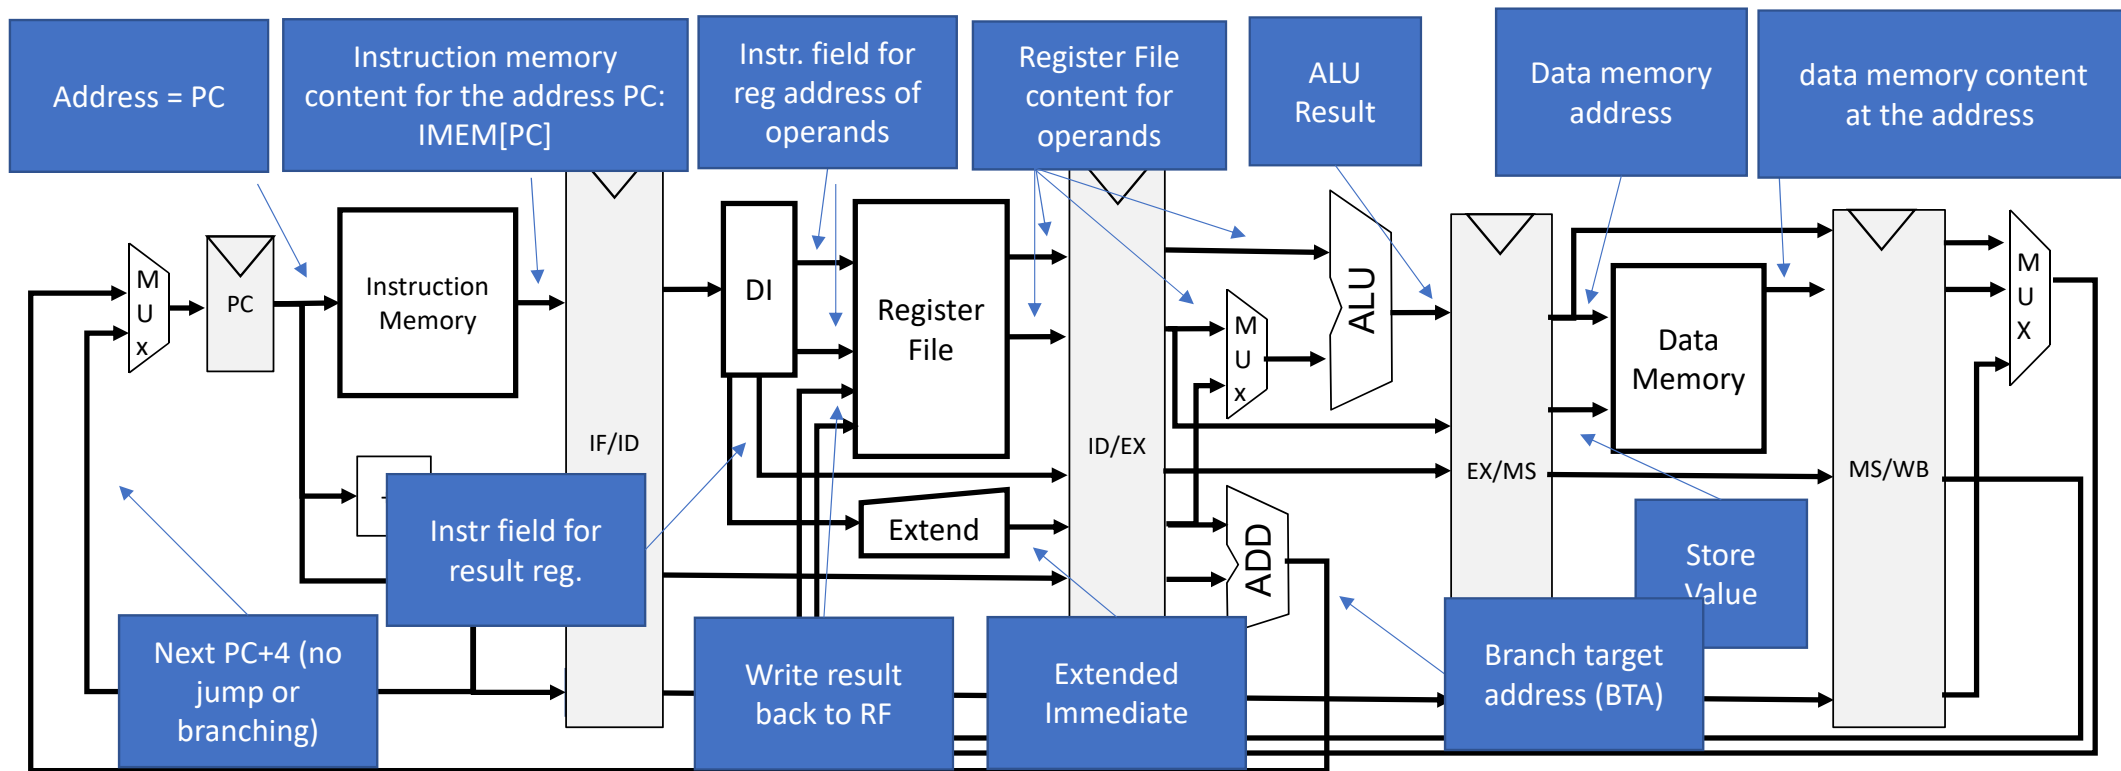 Address = PC
Instruction memory
content for the address PC:
IMEM[PC]
Instr. field for
reg address of
operands
Register File
content for
operands
ALU
Result
Data memory
address
data memory content
at the address
M
U
x
PC
Instruction
Memory
IF/ID
DI
Register
File
Extend
ID/EX
M
U
x
ALU
ADD
EX/MS
Data
Memory
MS/WB
M
U
X
Instr field for
result reg.
Store
Value
Next PC+4 (no
jump or
branching)
Write result
back to RF
Extended
Immediate
Branch target
address (BTA)